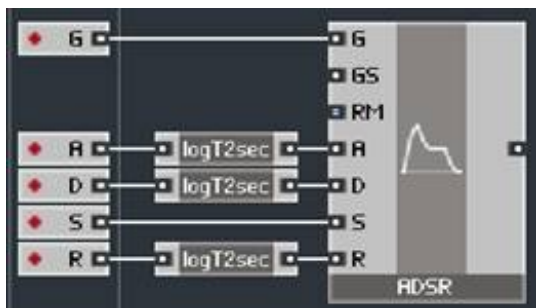 G G
GS
RM
A logT2sec A
D logT2sec D
S S
R logT2sec R
ADSR